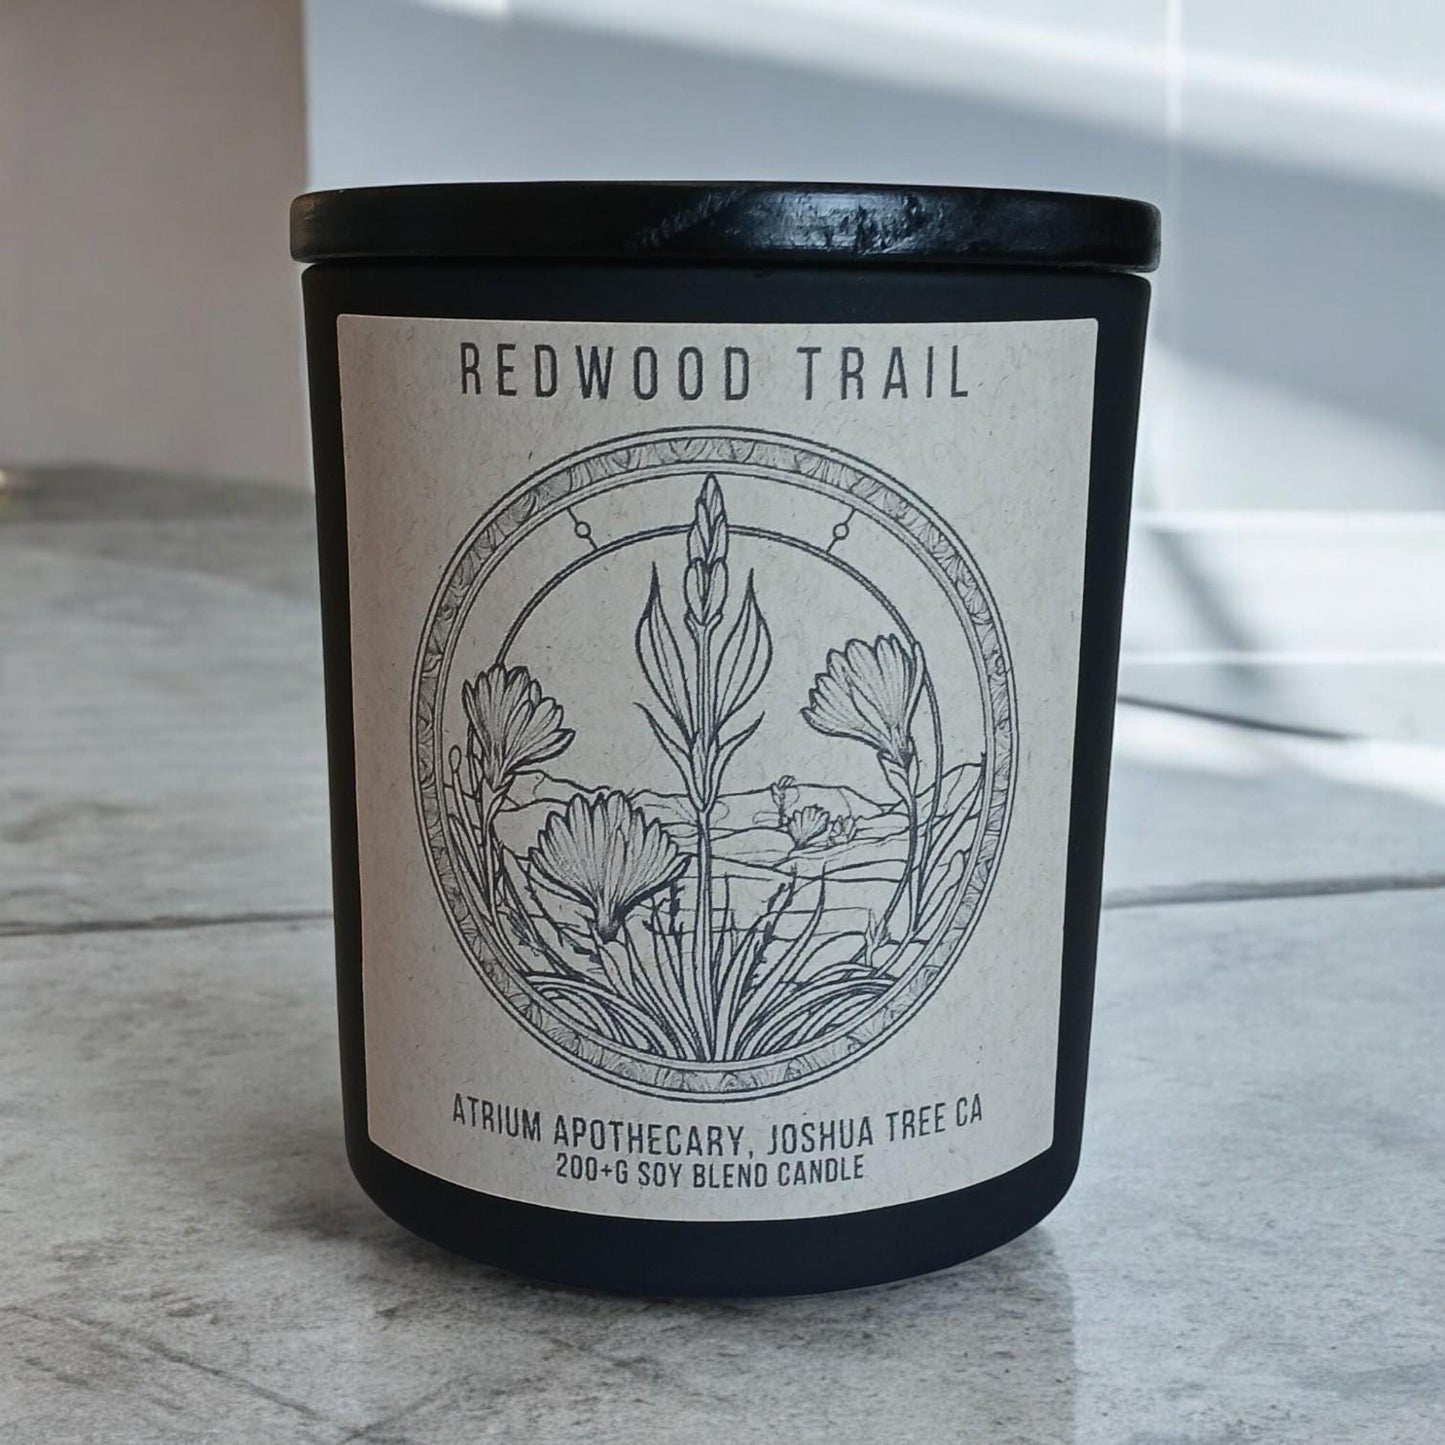 REDWOOD TRAIL
ATRIUM APOTHECARY, JOSHUA TREE CA
200+G SOY BLEND CANDLE